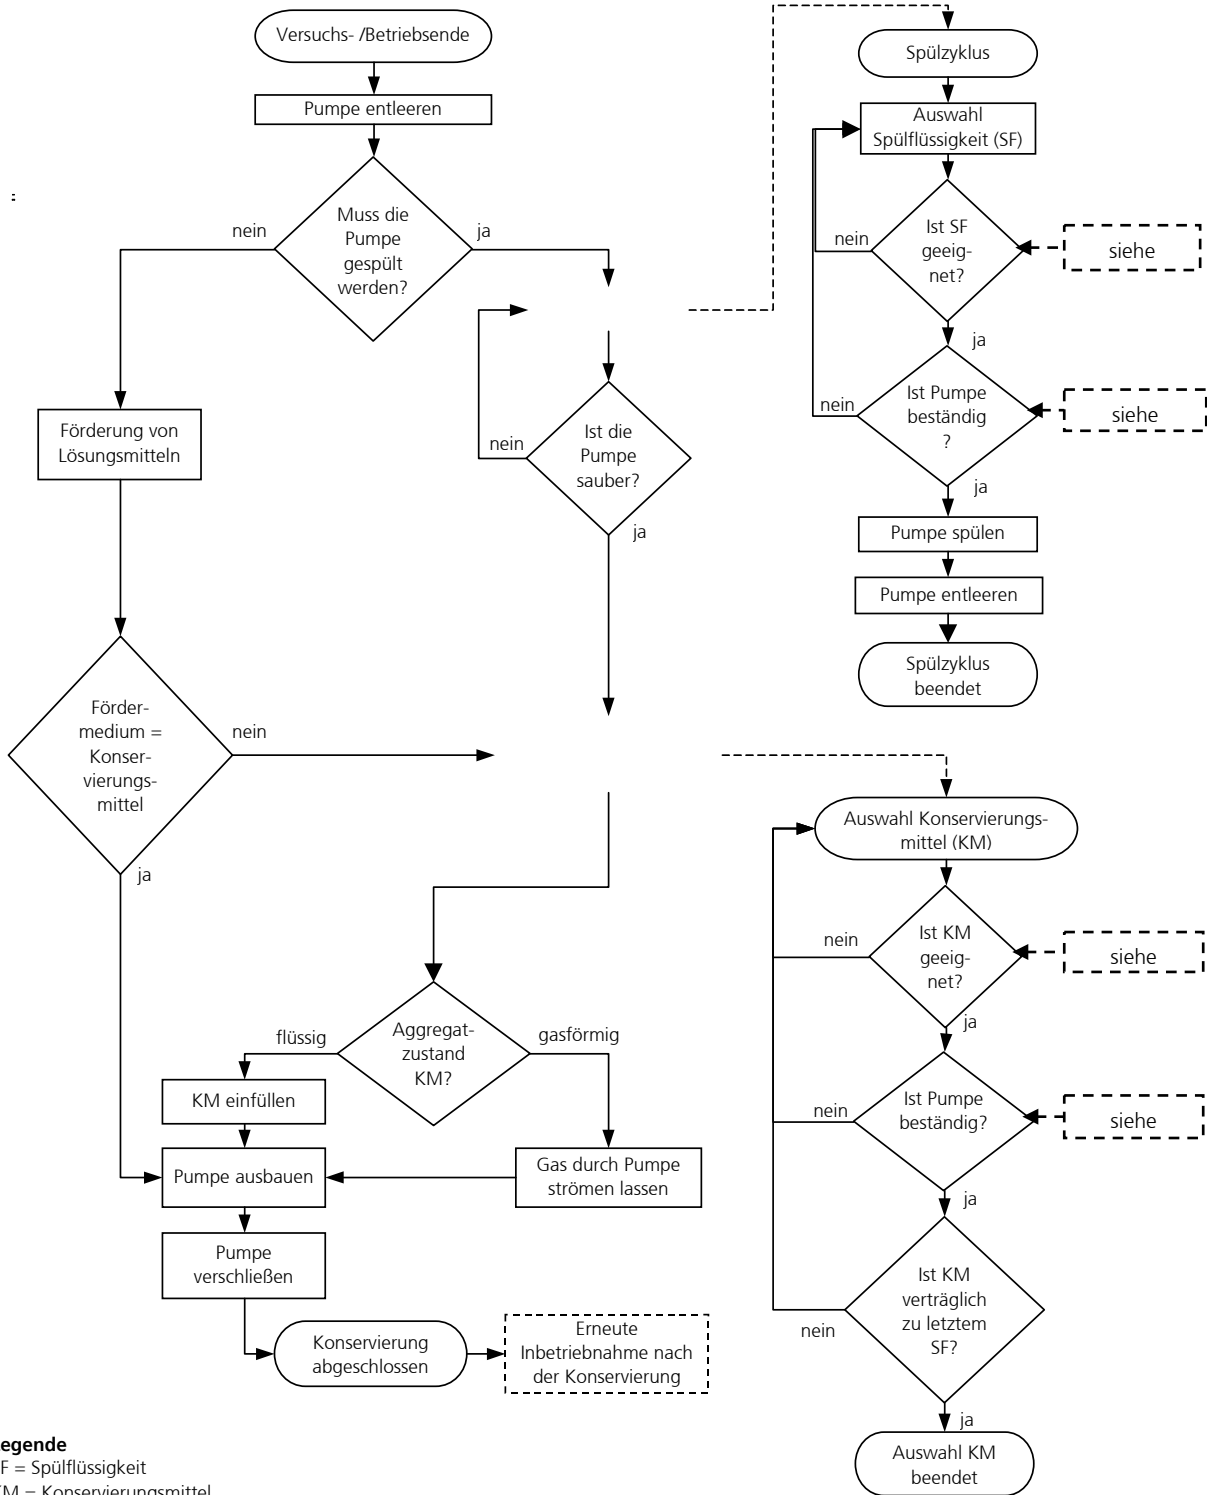 Versuchs- /Betriebsende
Pumpe entleeren
Muss die
Pumpe
gespült
werden?
nein
ja
Förderung von
Lösungsmitteln
Ist die
Pumpe
sauber?
nein
ja
Förder-
medium =
Konser-
vierungs-
mittel
nein
ja
Aggregat-
zustand
KM?
flüssig
gasförmig
KM einfüllen
Pumpe ausbauen
Gas durch Pumpe
strömen lassen
Pumpe
verschließen
Konservierung
abgeschlossen
Erneute
Inbetriebnahme nach
der Konservierung
Spülzyklus
Auswahl
Spülflüssigkeit (SF)
Ist SF
geeig-
net?
nein
siehe
ja
Ist Pumpe
beständig
?
nein
siehe
ja
Pumpe spülen
Pumpe entleeren
Spülzyklus
beendet
Auswahl Konservierungs-
mittel (KM)
Ist KM
geeig-
net?
nein
siehe
ja
Ist Pumpe
beständig?
nein
siehe
ja
Ist KM
verträglich
zu letztem
SF?
nein
ja
Auswahl KM
beendet
egende
F = Spülflüssigkeit
KM = Konservierungsmittel